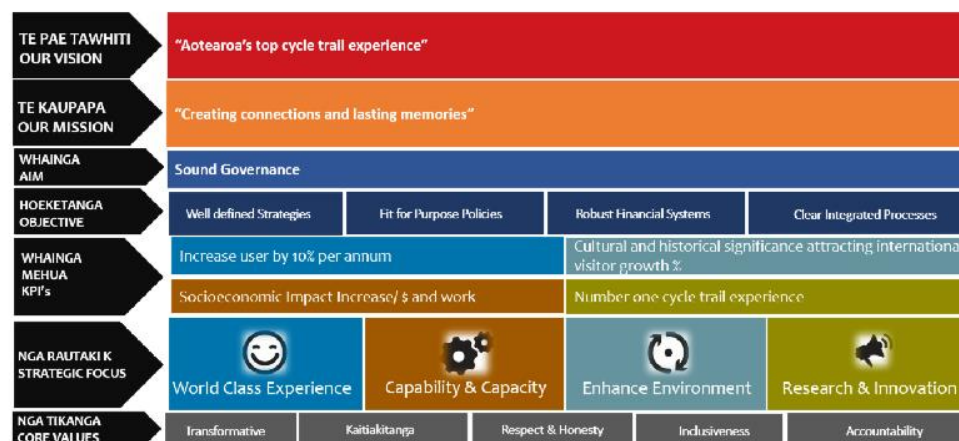 TE PAE TAWHITI
OUR VISION
“Aotearoa’s top cycle trail experience”
TE KAUPAPA
OUR MISSION
“Creating connections and lasting memories”
WHAINGA
AIM
Sound Governance
HOEKETANGA
OBJECTIVE
Well defined Strategies
Fit for Purpose Policies
Robust Financial Systems
Clear Integrated Processes
WHAINGA
MEHUA
KPI's
Increase user by 10% per annum
Cultural and historical significance attracting internationa
visitor growth %
Socioeconomic Impact Increase/ $ and work
Number one cycle trail experience
NGA RAUTAKI K
STRATEGIC FOCUS
World Class Experience
Capability & Capacity
Enhance Environment
Research & Innovation
NGA TIKANGA
CORE VALUES
Transformative
Kaitiakitanga
Respect & Honesty
Inclusiveness
Accountability